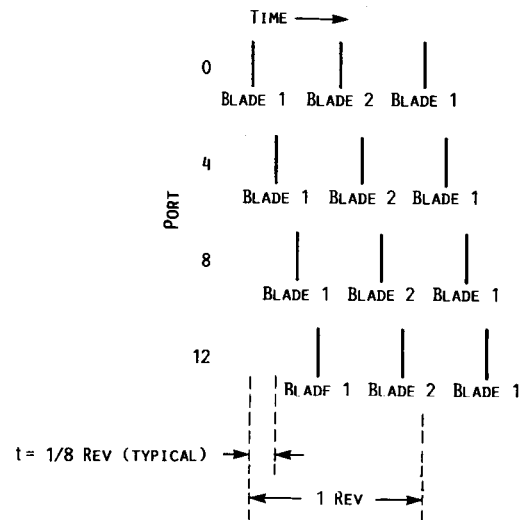 TIME
0
BLADE 1 BLADE 2 BLADE 1
4
BLADE 1 BLADE 2 BLADE 1
PORT
8
BLADE 1 BLADE 2 BLADE 1
12
BLADF 1 BLADE 2 BLADE 1
t = 1/8 REV (TYPICAL)
1 REV